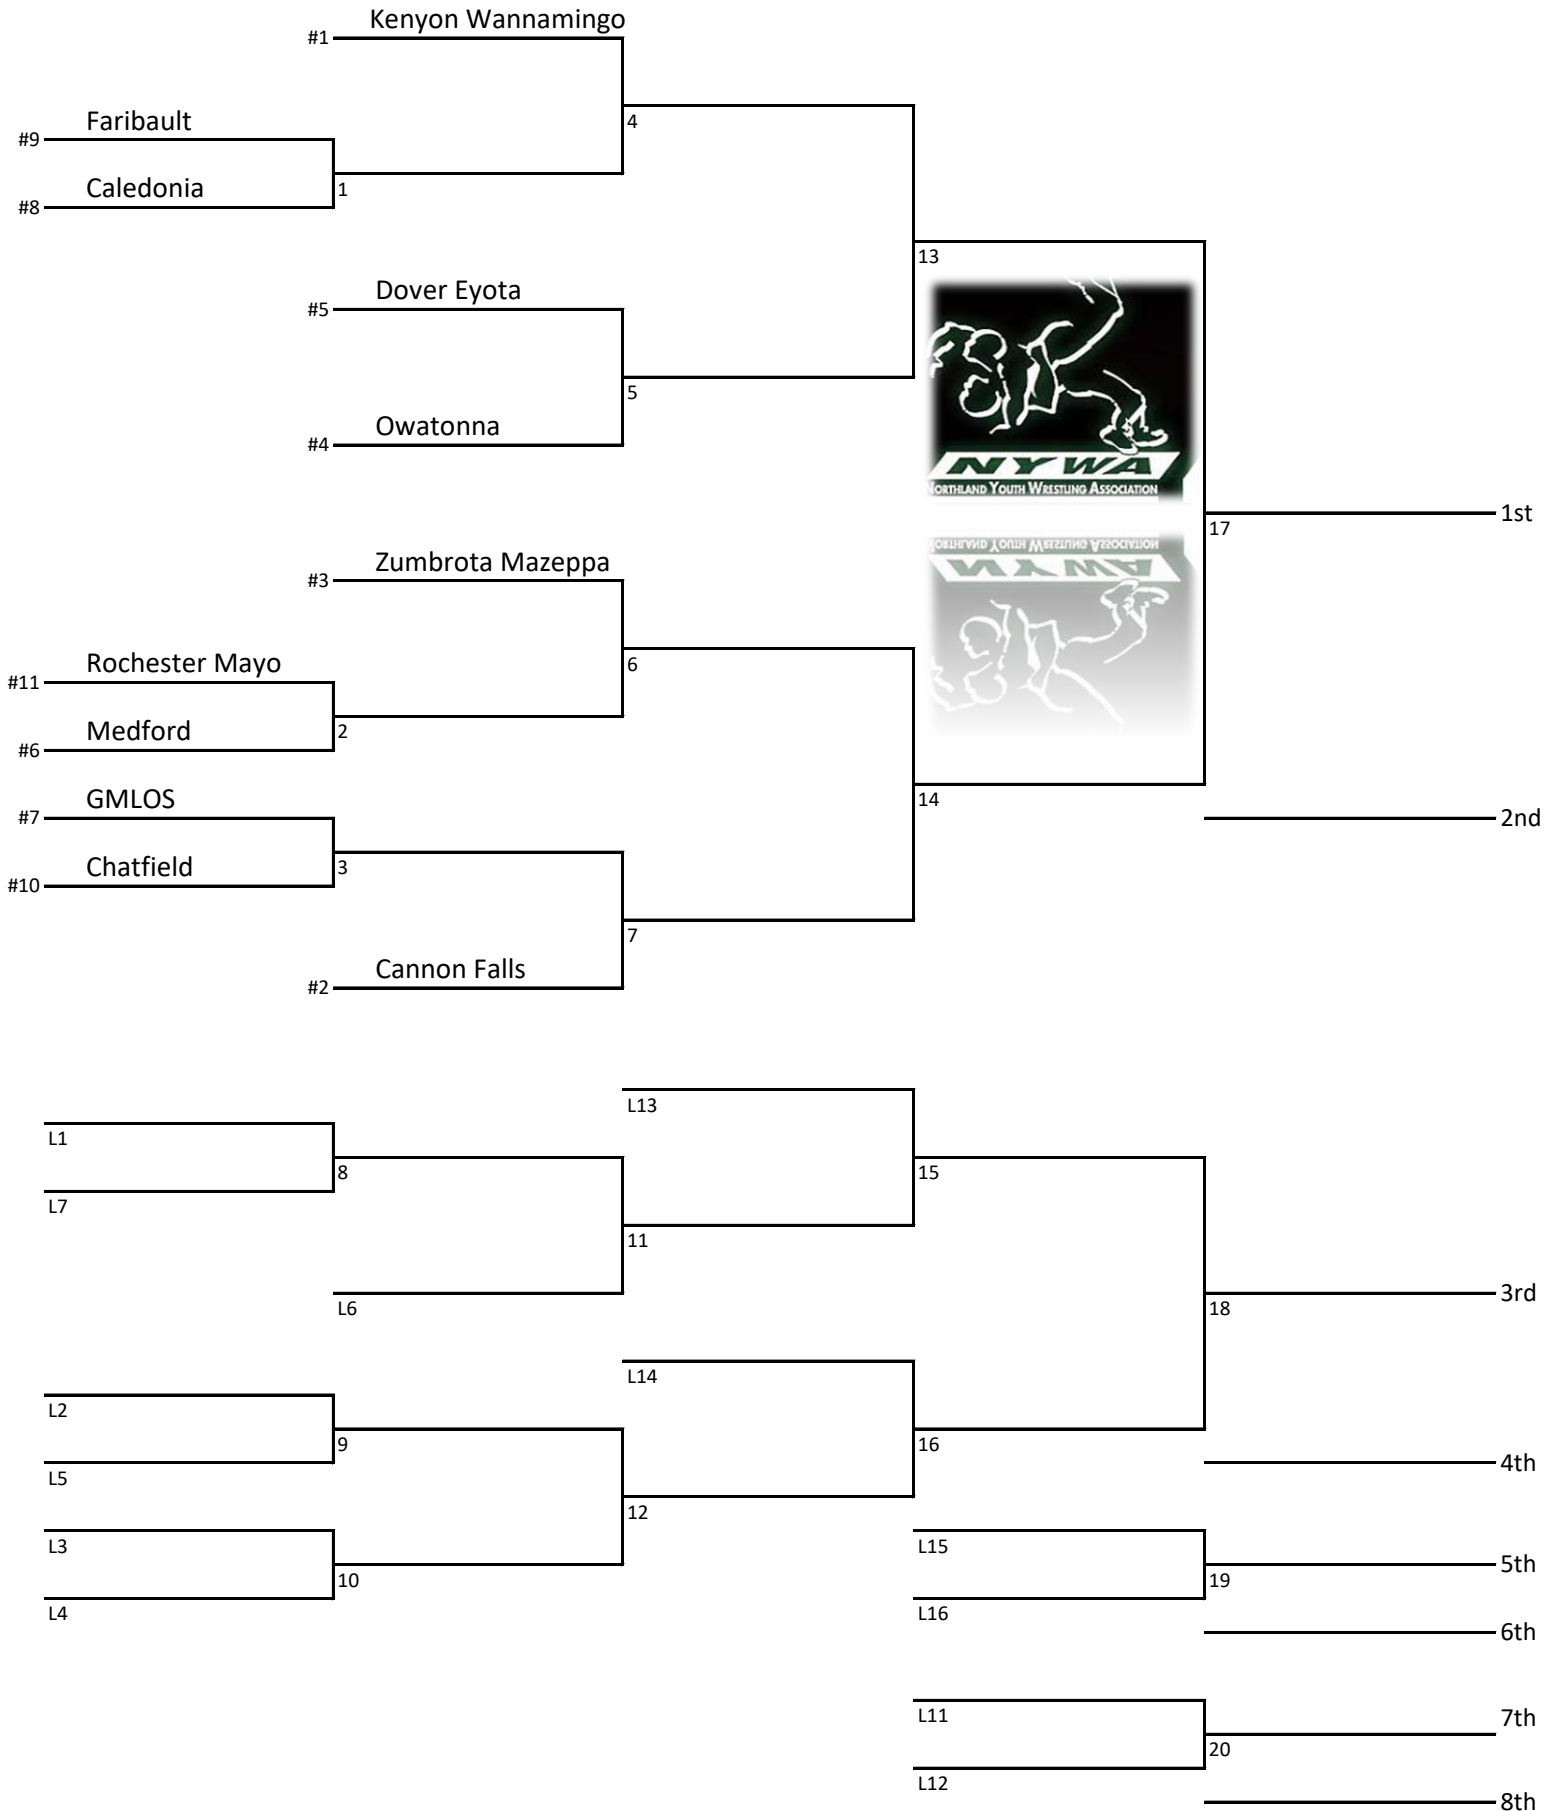 Kenyon Wannamingo
#1
Faribault
#9
4
Caledonia
1
#8
13
Dover Eyota
#5
5
Owatonna
#4
NYWA
NORTHLAND YOUTH WRESTLING ASSOCIATION
1st
17
Zumbrota Mazeppa
#3
Rochester Mayo
#11
6
Medford
2
#6
GMLOS
#7
14
2nd
Chatfield
3
#10
7
Cannon Falls
#2
L13
L1
8
15
L7
11
L6
3rd
18
L14
L2
9
16
L5
4th
12
L3
L15
5th
10
19
L4
L16
6th
L11
7th
20
L12
8th